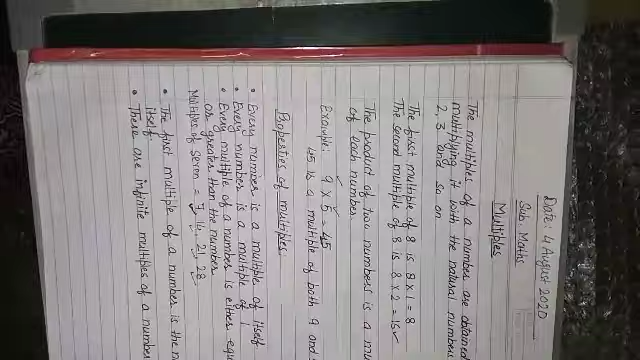 Date: 4 August 2020
Sub: Maths
Multiples
The multiples of a number are obtained
multiplying it with the natural numbers
2, 3 and so on
The first multiple of 8 is 8 x 1 = 8
The second multiple of 8 is 8 x 2 = 16
The product of two numbers is a
of each number.
Example: 9 x 5 = 45
45 is a multiple of both 9 and
Properties of multiples:
• Every number is a multiple of itself
• Every number is a multiple of 1
• Every multiple of a number is either
or greater than the number
Multiples of seven = 7, 14, 21, 28
• The first multiple of a number is the
itself.
• There are infinite multiples of a number